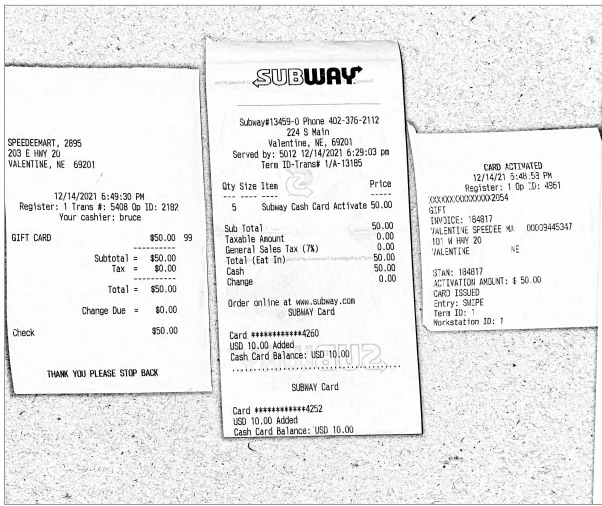 SPEEDEEMART, 2895
203 E HWY 20
VALENTINE, NE 69201
12/14/2021 6:49:30 PM
Register: 1 Trans #: 5408 Op ID: 2182
Your cashier: bruce
GIFT CARD $50.00 99
Subtotal = $50.00
Tax = $0.00
Total = $50.00
Change Due = $0.00
Check $50.00
THANK YOU PLEASE STOP BACK
SUBWAY
Subway#13459-0 Phone 402-376-2112
224 S Main
Valentine, NE, 69201
Served by: 5012 12/14/2021 6:29:03 pm
Term ID-Trans# 1/A-13185
Qty Size Item Price
5 Subway Cash Card Activate 50.00
Sub Total 50.00
Taxable Amount 0.00
General Sales Tax (7%) 0.00
Total (Eat In) 50.00
Cash 50.00
Change 0.00
Order online at www.subway.com
SUBWAY Card
Card ************4260
USD 10.00 Added
Cash Card Balance: USD 10.00
SUBWAY Card
Card ************4252
USD 10.00 Added
Cash Card Balance: USD 10.00
CARD ACTIVATED
12/14/21 6:48:53 PM
Register: 1 Op ID: 4961
XXXXXXXXXXXXXXX2054
GIFT
INVOICE: 184817
VALENTINE SPEEDEE MA 00009445347
101 W HWY 20
VALENTINE NE
STAN: 184817
ACTIVATION AMOUNT: $ 50.00
CARD ISSUED
Entry: SWIPE
Term ID: 1
Workstation ID: 1